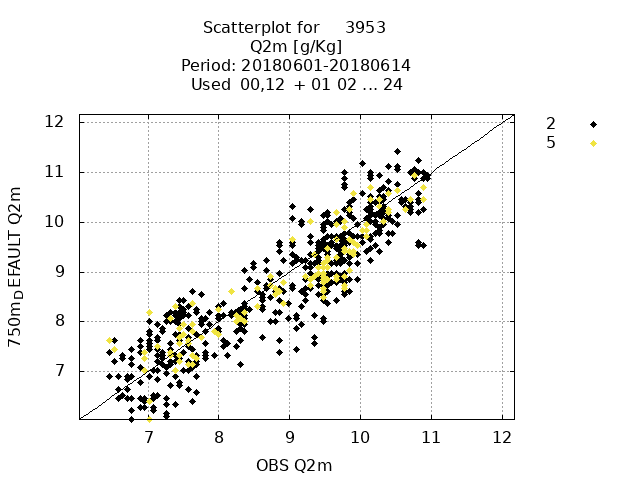 Scatterplot for 3953
Q2m [g/Kg]
Period: 20180601-20180614
Used 00,12 + 01 02 ... 24
2
5
12
11
10
9
8
7
750m_DEFAULT Q2m
7 8 9 10 11 12
OBS Q2m